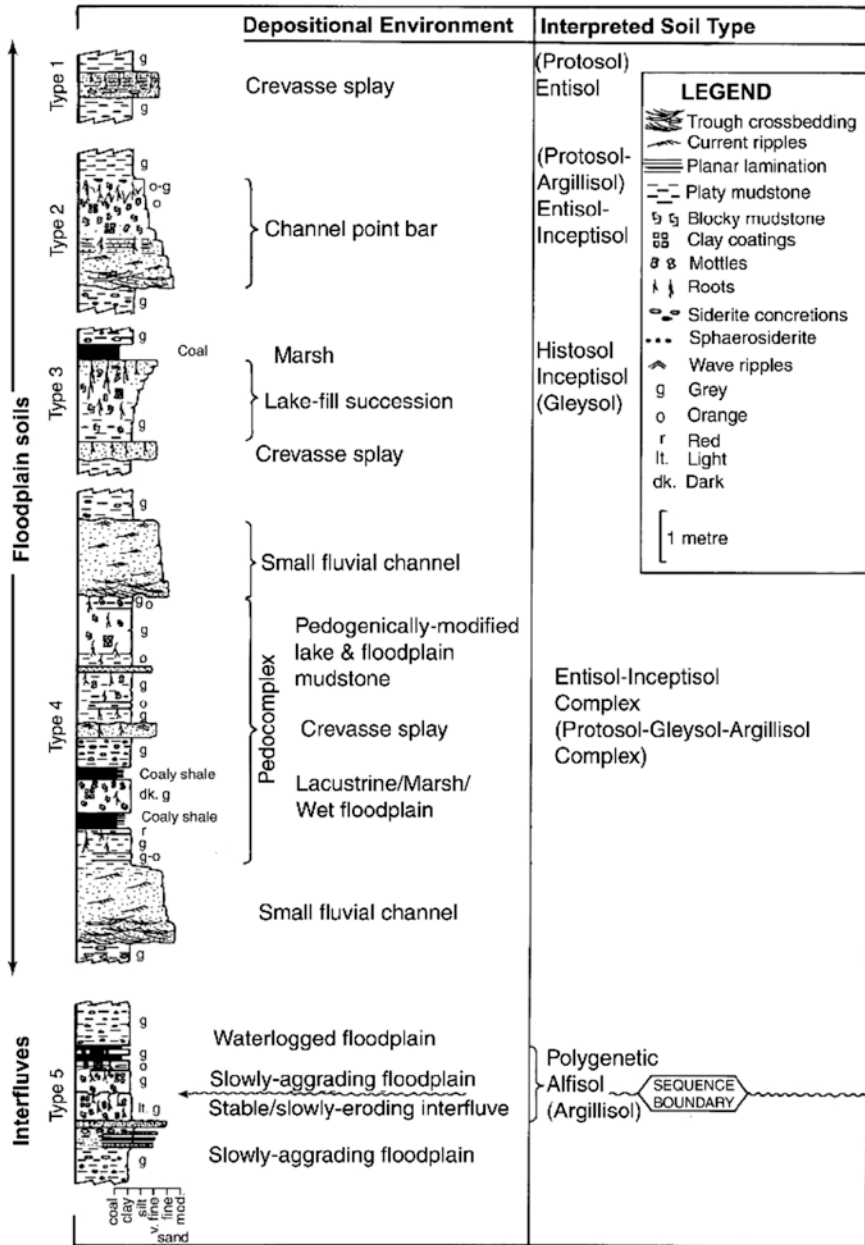 Depositional Environment
Interpreted Soil Type
Floodplain soils
Interfluves
Type 1
g
g
Crevasse splay
(Protosol)
Entisol
Type 2
g
o-g
o
g
Channel point bar
(Protosol-
Argillisol)
Entisol-
Inceptisol
Type 3
g
Coal
g
Marsh
Lake-fill succession
Crevasse splay
Histosol
Inceptisol
(Gleysol)
Type 4
g
Small fluvial channel
g o
g
o
g
o
g
g
Coaly shale
dk. g
Coaly shale
r
g
g-o
g
Pedocomplex
Pedogenically-modified
lake & floodplain
mudstone
Crevasse splay
Lacustrine/Marsh/
Wet floodplain
Small fluvial channel
Entisol-Inceptisol
Complex
(Protosol-Gleysol-Argillisol
Complex)
Type 5
g
g
o
g
lt. g
g
Waterlogged floodplain
Slowly-aggrading floodplain
Stable/slowly-eroding interfluve
Slowly-aggrading floodplain
Polygenetic
Alfisol
(Argillisol)
SEQUENCE
BOUNDARY
coal
clay
silt
v. fine
fine
med.
sand
LEGEND
Trough crossbedding
Current ripples
Planar lamination
Platy mudstone
Blocky mudstone
Clay coatings
Mottles
Roots
Siderite concretions
Sphaerosiderite
Wave ripples
g Grey
o Orange
r Red
lt. Light
dk. Dark
1 metre